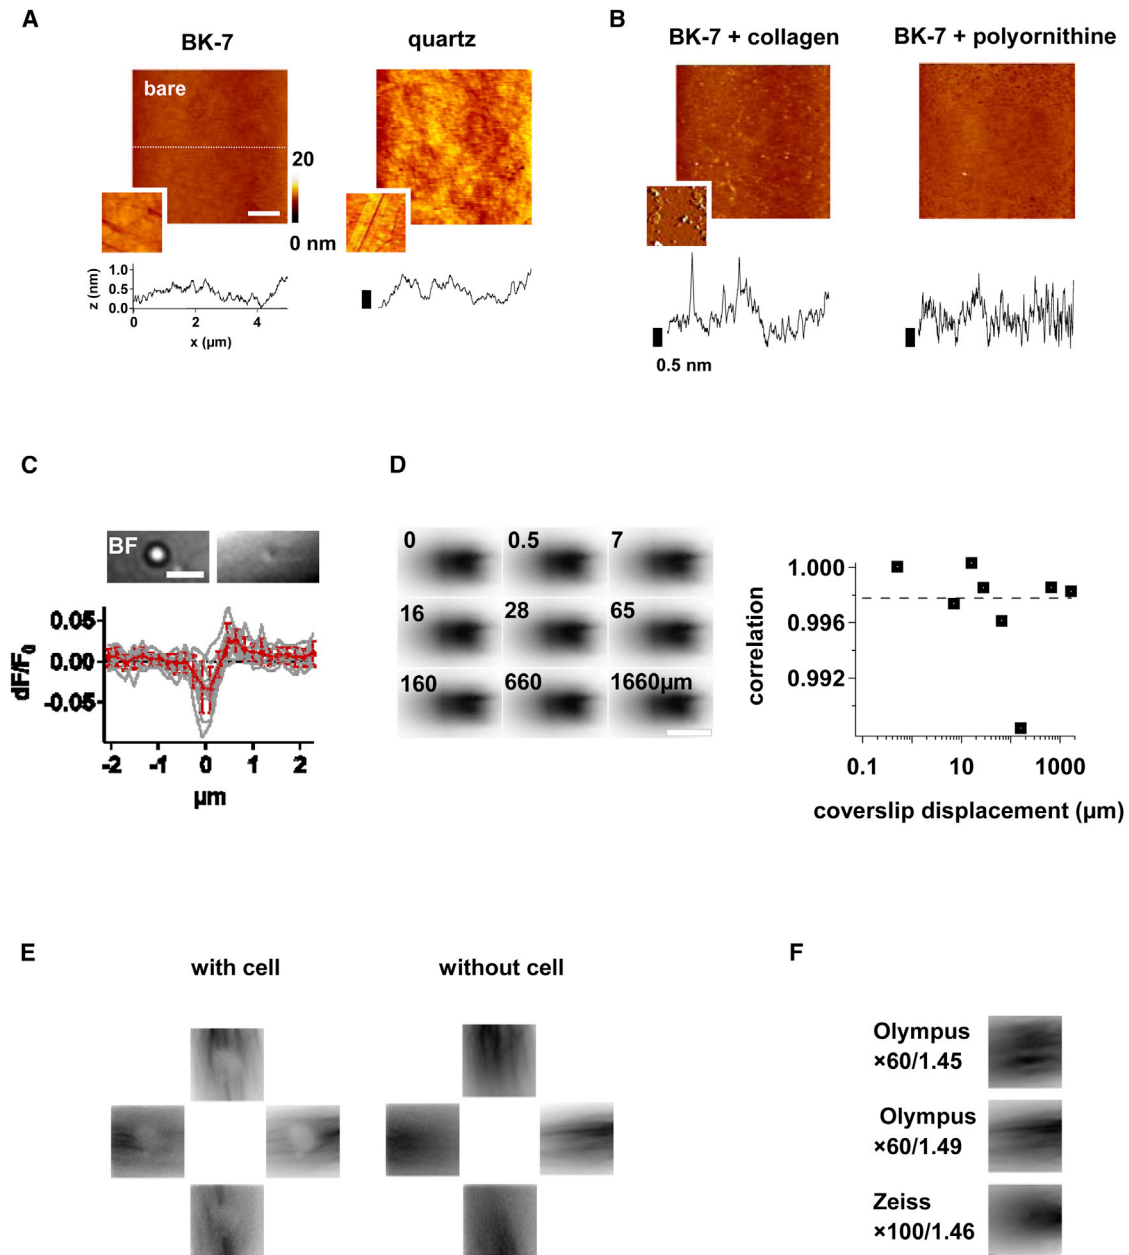 A
BK-7
quartz
bare
20
0 nm
z (nm)
1.0
0.5
0.0
0
2
4
x (µm)
B
BK-7 + collagen
BK-7 + polyornithine
0.5 nm
C
BF
dF/F0
0.05
0.00
-0.05
-2
-1
0
1
2
µm
D
0
0.5
7
16
28
65
160
660
1660µm
correlation
1.000
0.996
0.992
0.1
10
1000
coverslip displacement (µm)
E
with cell
without cell
F
Olympus
×60/1.45
Olympus
×60/1.49
Zeiss
×100/1.46